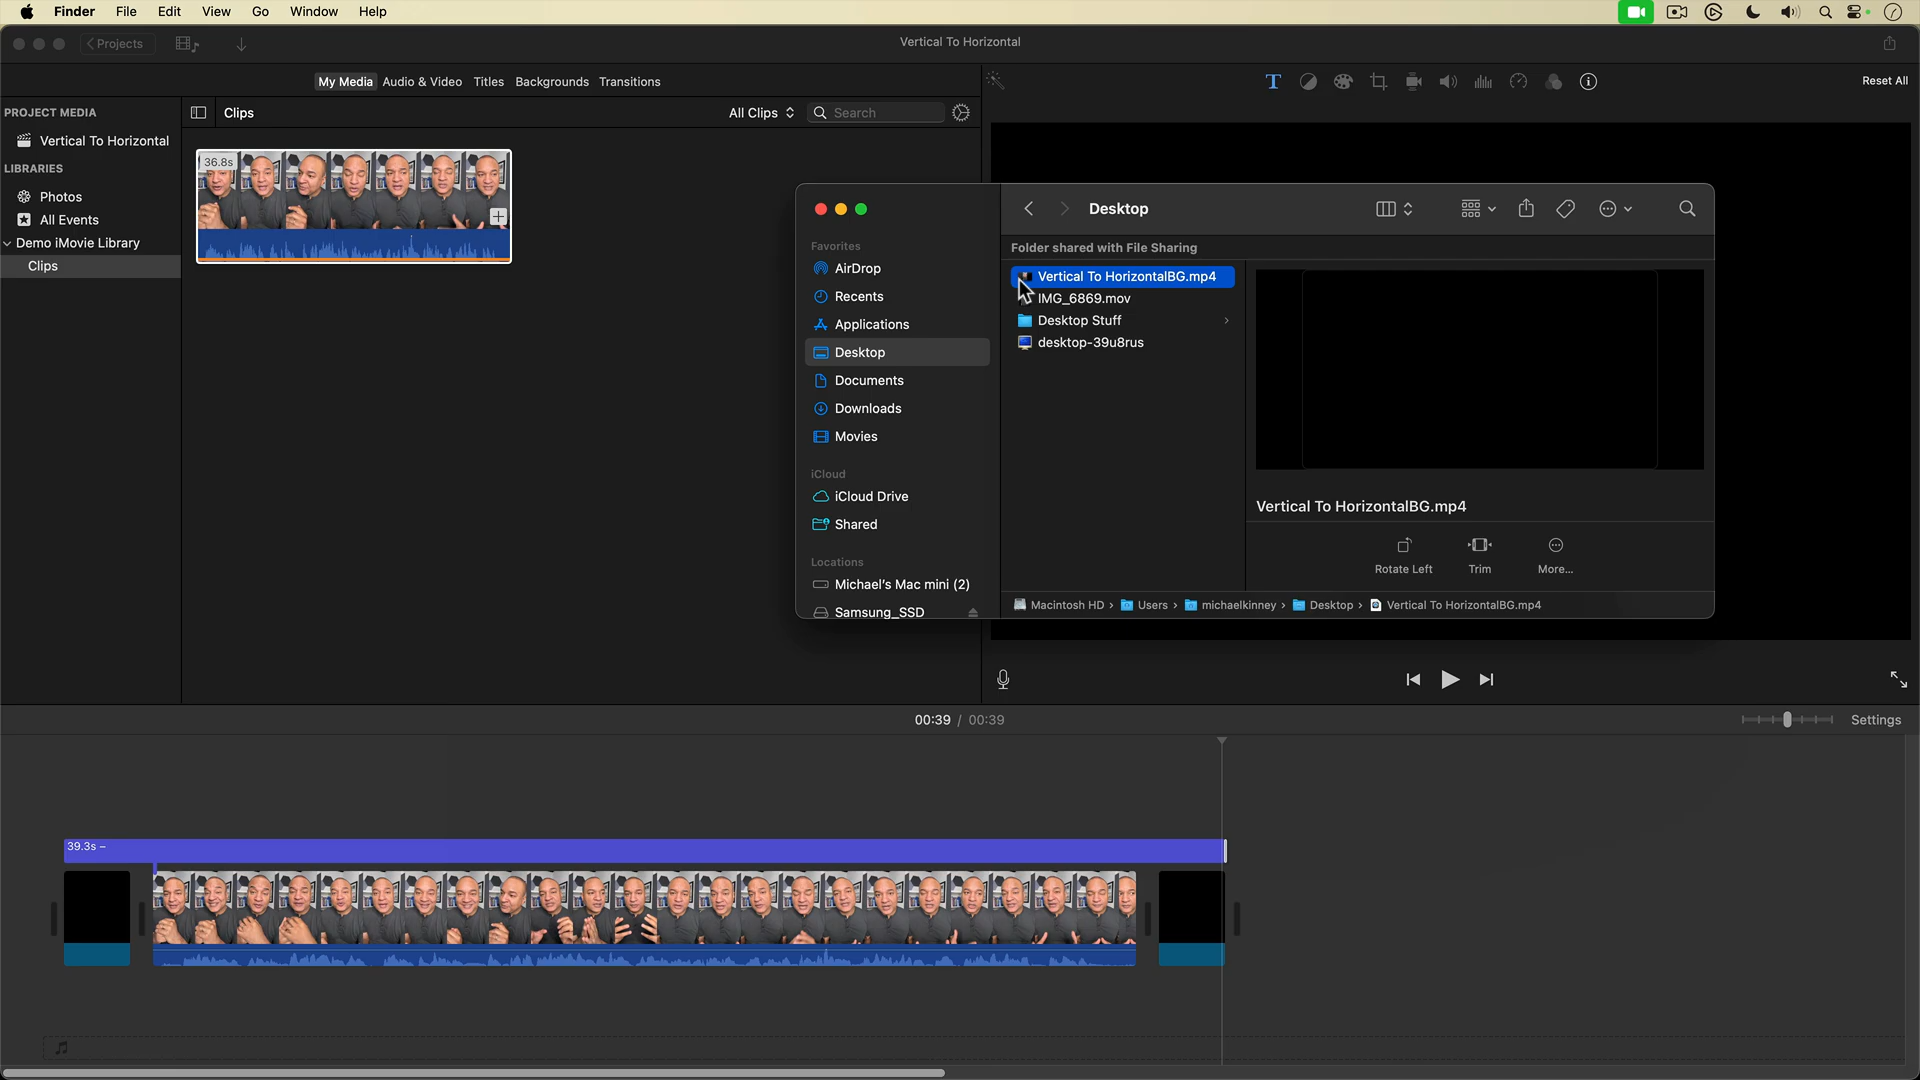 Finder File Edit View Go Window Help
Projects
Vertical To Horizontal
My Media Audio & Video Titles Backgrounds Transitions
Reset All
PROJECT MEDIA
Vertical To Horizontal
LIBRARIES
Photos
All Events
Demo iMovie Library
Clips
Clips
All Clips
Search
36.8s
Desktop
Folder shared with File Sharing
Favorites
AirDrop
Recents
Applications
Desktop
Documents
Downloads
Movies
iCloud
iCloud Drive
Shared
Locations
Michael's Mac mini (2)
Samsung_SSD
Vertical To HorizontalBG.mp4
IMG_6869.mov
Desktop Stuff
desktop-39u8rus
Vertical To HorizontalBG.mp4
Rotate Left
Trim
More...
Macintosh HD › Users › michaelkinney › Desktop › Vertical To HorizontalBG.mp4
00:39 / 00:39
Settings
39.3s –